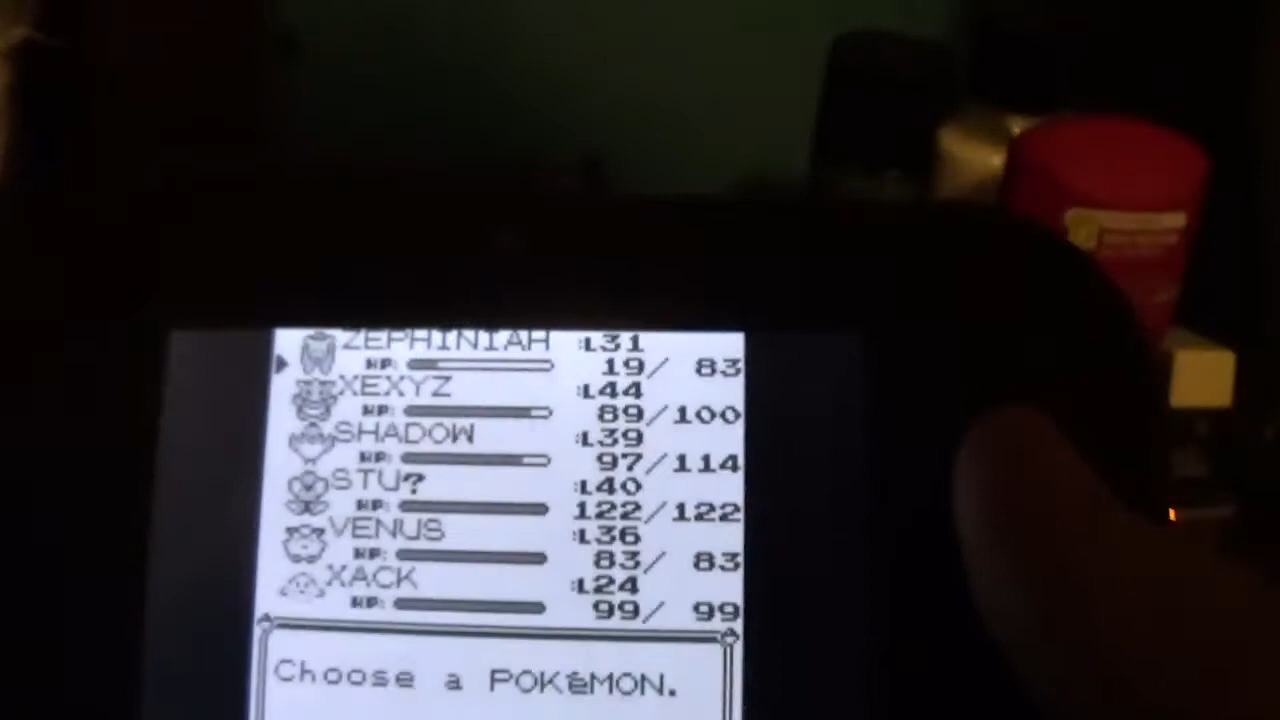 ZEPHINIAH :L31
HP: 19/ 83
XEXYZ :L44
HP: 89/100
SHADOW :L39
HP: 97/114
STU? :L40
HP: 122/122
VENUS :L36
HP: 83/ 83
XACK :L24
HP: 99/ 99
Choose a POKéMON.